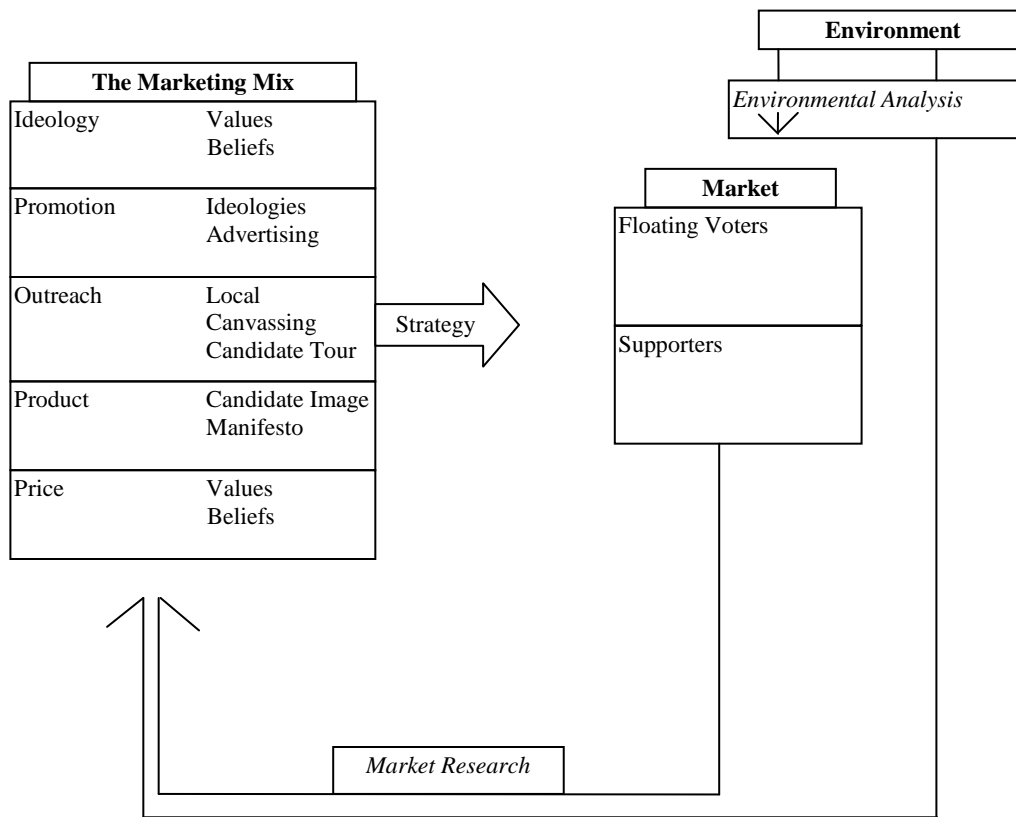 Environment
The Marketing Mix
Environmental Analysis
Ideology Values
Beliefs
Market
Promotion Ideologies
Advertising
Floating Voters
Outreach Local
Canvassing
Candidate Tour
Strategy
Supporters
Product Candidate Image
Manifesto
Price Values
Beliefs
Market Research